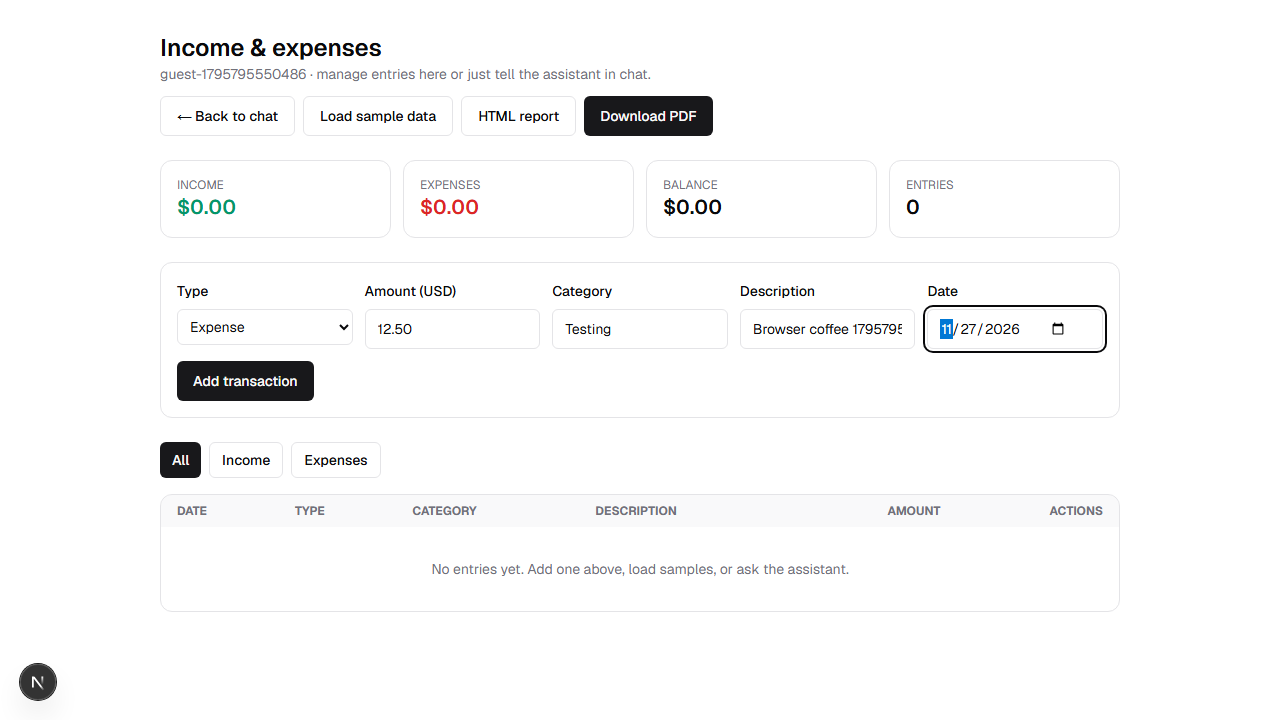 Income & expenses
guest-1795795550486 · manage entries here or just tell the assistant in chat.
← Back to chat Load sample data HTML report Download PDF
INCOME EXPENSES BALANCE ENTRIES
$0.00 $0.00 $0.00 0
Type Amount (USD) Category Description Date
Expense 12.50 Testing Browser coffee 179579 11/27/2026
Add transaction
All Income Expenses
DATE TYPE CATEGORY DESCRIPTION AMOUNT ACTIONS
No entries yet. Add one above, load samples, or ask the assistant.
N